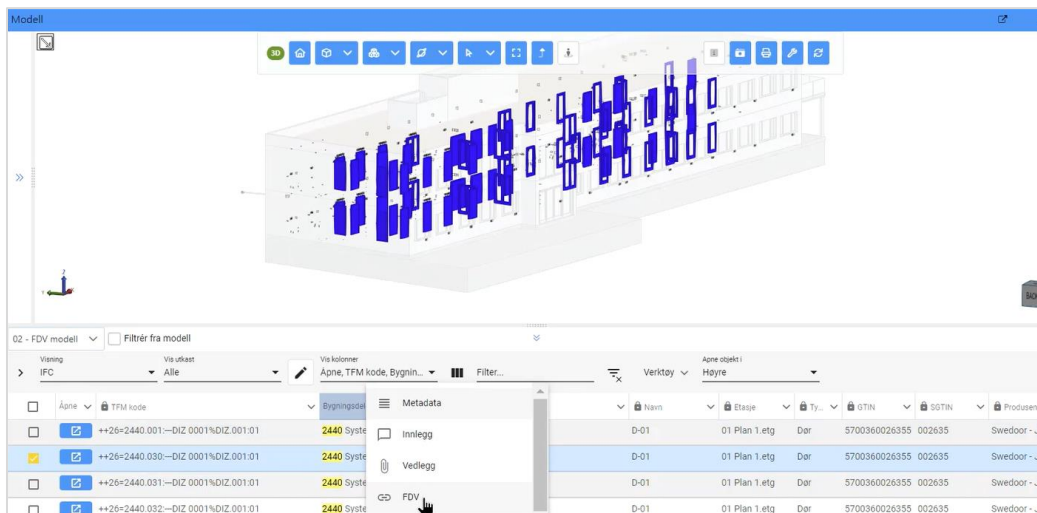 Modell
3D
BACK
02 - FDV modell Filtrér fra modell
Visning Vis utkast Vis kolonner Åpne objekt i
IFC Alle Åpne, TFM kode, Bygnin... Filter... Verktøy Høyre
Åpne TFM kode Bygningsdel Navn Etasje Ty... GTIN SGTIN Produsen
Metadata
++26=2440.001:—DIZ 0001%DIZ.001:01 2440 Syste D-01 01 Plan 1.etg Dør 5700360026355 002635 Swedoor - J
Innlegg
++26=2440.030:—DIZ 0001%DIZ.001:01 2440 Syste D-01 01 Plan 1.etg Dør 5700360026355 002635 Swedoor - J
Vedlegg
++26=2440.031:—DIZ 0001%DIZ.001:01 2440 Syste D-01 01 Plan 1.etg Dør 5700360026355 002635 Swedoor - J
FDV
++26=2440.032:—DIZ 0001%DIZ.001:01 2440 Syste D-01 01 Plan 1.etg Dør 5700360026355 002635 Swedoor - J